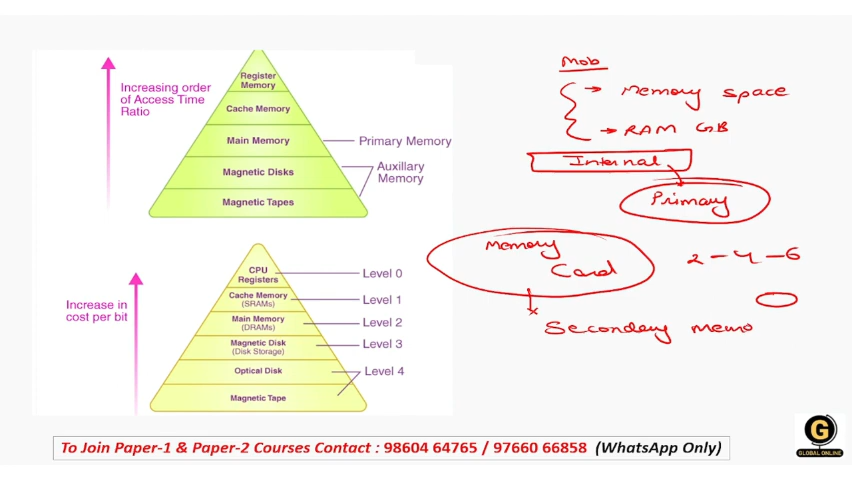 Increasing order
of Access Time
Ratio
Register
Memory
Cache Memory
Main Memory
Primary Memory
Magnetic Disks
Auxillary
Memory
Magnetic Tapes
Increase in
cost per bit
CPU
Registers
Level 0
Cache Memory
(SRAMs)
Level 1
Main Memory
(DRAMs)
Level 2
Magnetic Disk
(Disk Storage)
Level 3
Optical Disk
Level 4
Magnetic Tape
Mob
→ Memory space
→ RAM GB
Internal
Primary
Memory
Card
2 - 4 - 6
Secondary memo
To Join Paper-1 & Paper-2 Courses Contact : 98604 64765 / 97660 66858 (WhatsApp Only)
G
GLOBAL ONLINE